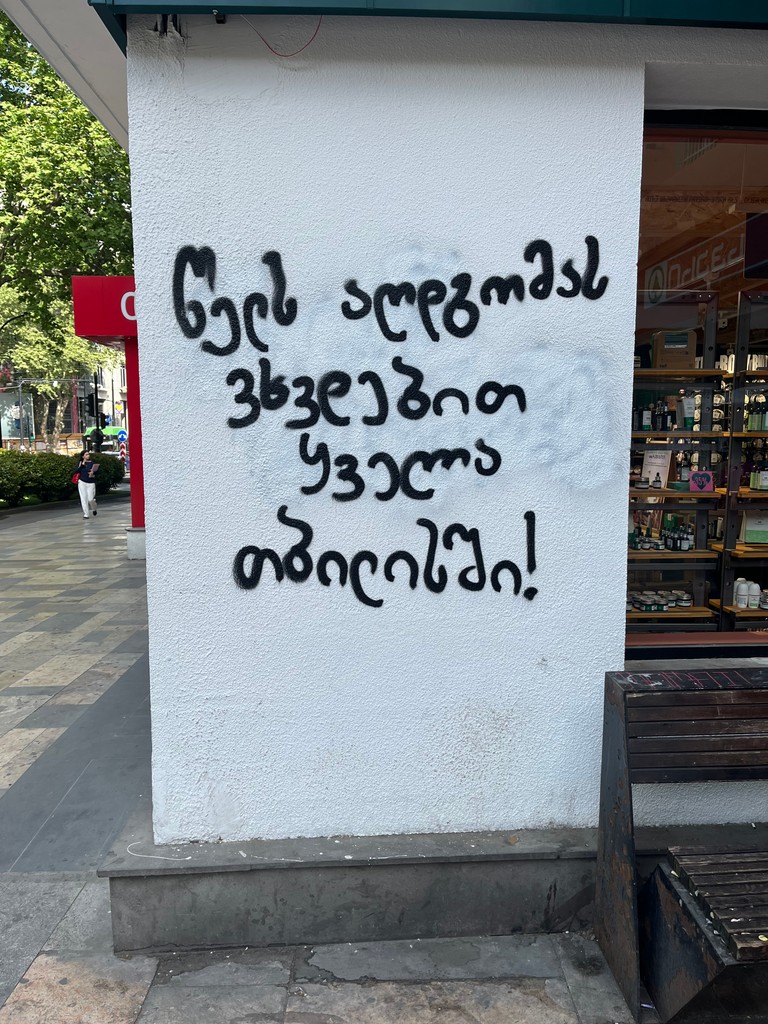 წელს აღდგომას
ვხვდებით
ყველა
თბილისში!